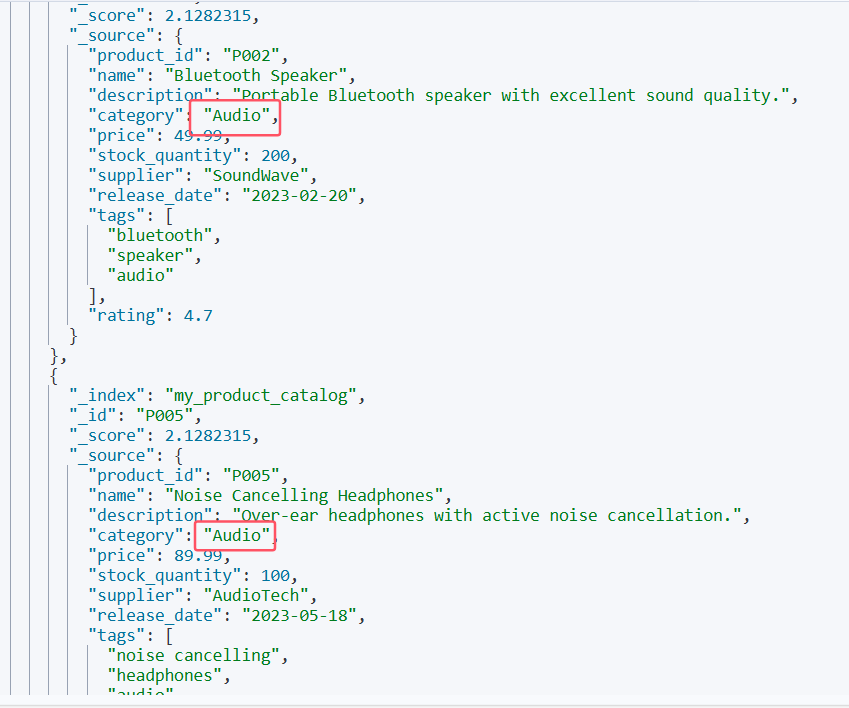 "_score": 2.1282315,
"_source": {
"product_id": "P002",
"name": "Bluetooth Speaker",
"description": "Portable Bluetooth speaker with excellent sound quality.",
"category": "Audio",
"price": 49.99,
"stock_quantity": 200,
"supplier": "SoundWave",
"release_date": "2023-02-20",
"tags": [
"bluetooth",
"speaker",
"audio"
],
"rating": 4.7
}
},
{
"_index": "my_product_catalog",
"_id": "P005",
"_score": 2.1282315,
"_source": {
"product_id": "P005",
"name": "Noise Cancelling Headphones",
"description": "Over-ear headphones with active noise cancellation.",
"category": "Audio",
"price": 89.99,
"stock_quantity": 100,
"supplier": "AudioTech",
"release_date": "2023-05-18",
"tags": [
"noise cancelling",
"headphones",
"audio"